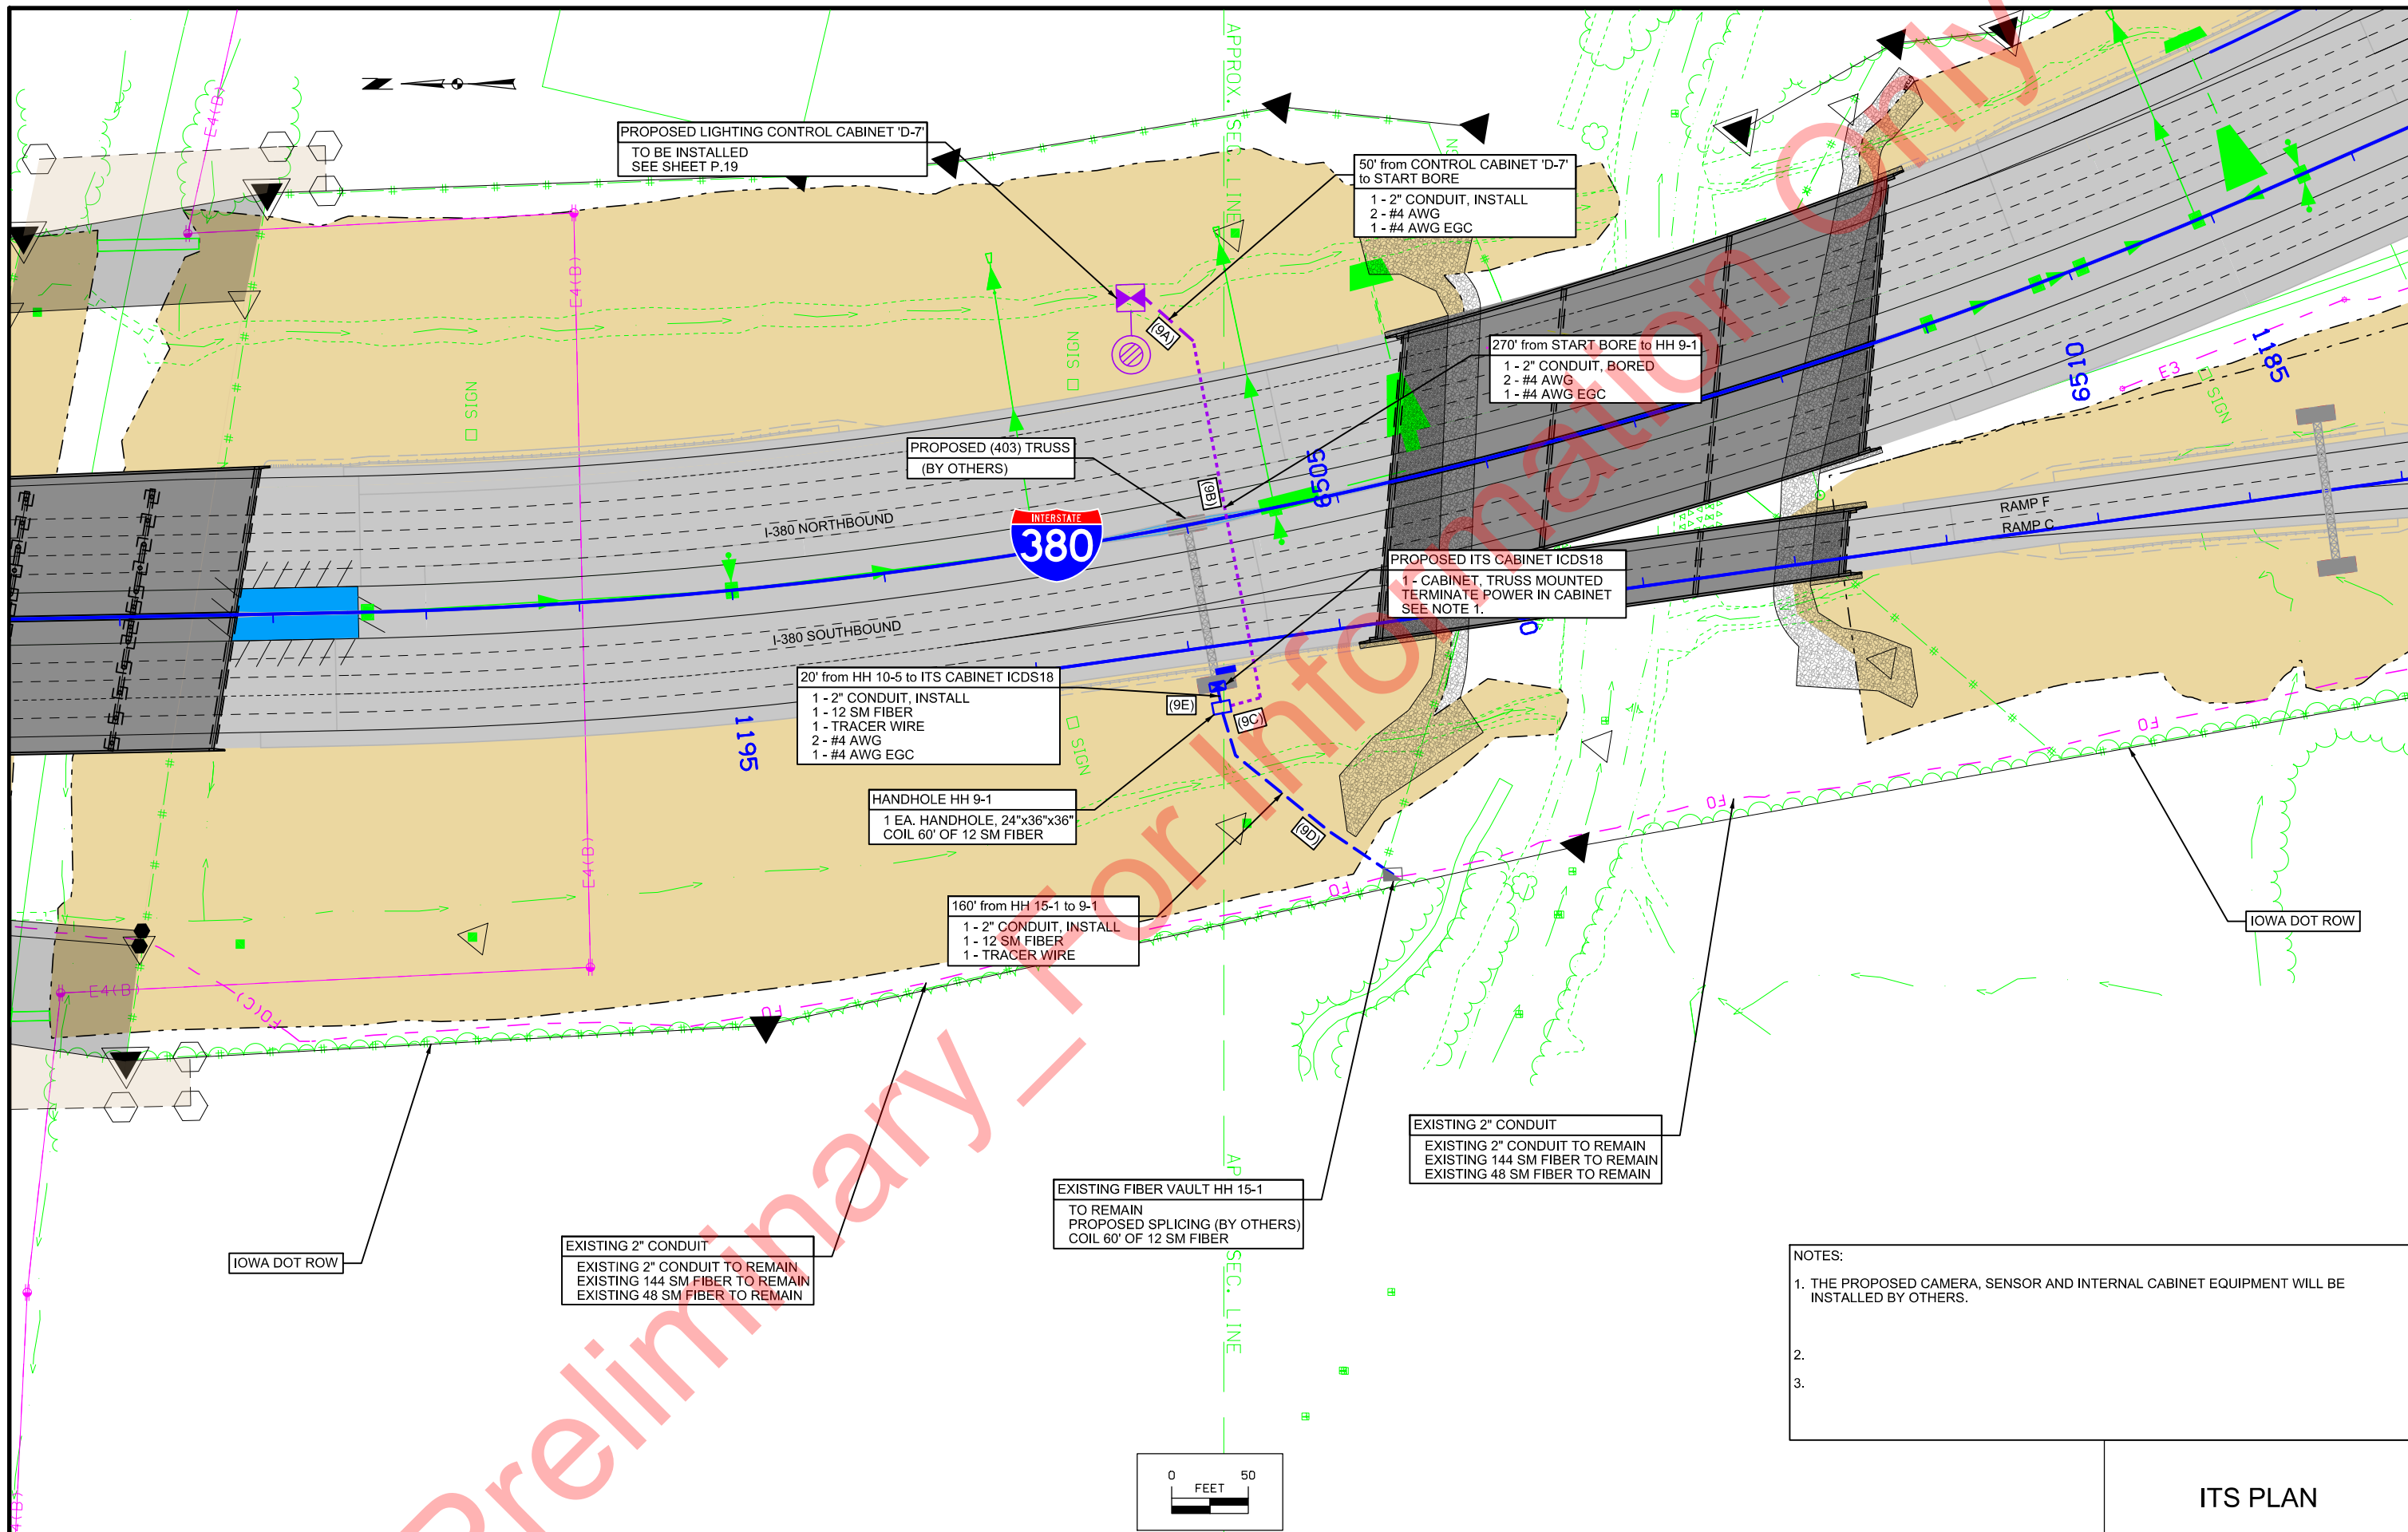 APPROX. SEC. LINE
E4(B)
N
PROPOSED LIGHTING CONTROL CABINET 'D-7'
TO BE INSTALLED
SEE SHEET P.19
50' from CONTROL CABINET 'D-7'
to START BORE
1 - 2" CONDUIT, INSTALL
2 - #4 AWG
1 - #4 AWG EGC
E4(B)
(9A)
SIGN
SIGN
270' from START BORE to HH 9-1
1 - 2" CONDUIT, BORED
2 - #4 AWG
1 - #4 AWG EGC
6510
1185
E3
SIGN
PROPOSED (403) TRUSS
(BY OTHERS)
(9B)
6505
I-380 NORTHBOUND
INTERSTATE
380
RAMP F
RAMP C
PROPOSED ITS CABINET ICDS18
1 - CABINET, TRUSS MOUNTED
TERMINATE POWER IN CABINET
SEE NOTE 1.
0
I-380 SOUTHBOUND
20' from HH 10-5 to ITS CABINET ICDS18
1 - 2" CONDUIT, INSTALL
1 - 12 SM FIBER
1 - TRACER WIRE
2 - #4 AWG
1 - #4 AWG EGC
(9E)
(9C)
1195
SIGN
FO
HANDHOLE HH 9-1
1 EA. HANDHOLE, 24"x36"x36"
COIL 60' OF 12 SM FIBER
(9D)
FO
E4(B)
FO
160' from HH 15-1 to 9-1
1 - 2" CONDUIT, INSTALL
1 - 12 SM FIBER
1 - TRACER WIRE
IOWA DOT ROW
E4(B)
FO(C)
FO
EXISTING 2" CONDUIT
EXISTING 2" CONDUIT TO REMAIN
EXISTING 144 SM FIBER TO REMAIN
EXISTING 48 SM FIBER TO REMAIN
EXISTING FIBER VAULT HH 15-1
TO REMAIN
PROPOSED SPLICING (BY OTHERS)
COIL 60' OF 12 SM FIBER
IOWA DOT ROW
EXISTING 2" CONDUIT
EXISTING 2" CONDUIT TO REMAIN
EXISTING 144 SM FIBER TO REMAIN
EXISTING 48 SM FIBER TO REMAIN
SEC. LINE
NOTES:
1. THE PROPOSED CAMERA, SENSOR AND INTERNAL CABINET EQUIPMENT WILL BE
INSTALLED BY OTHERS.
2.
3.
0 50
FEET
ITS PLAN
Preliminary_For Information Only